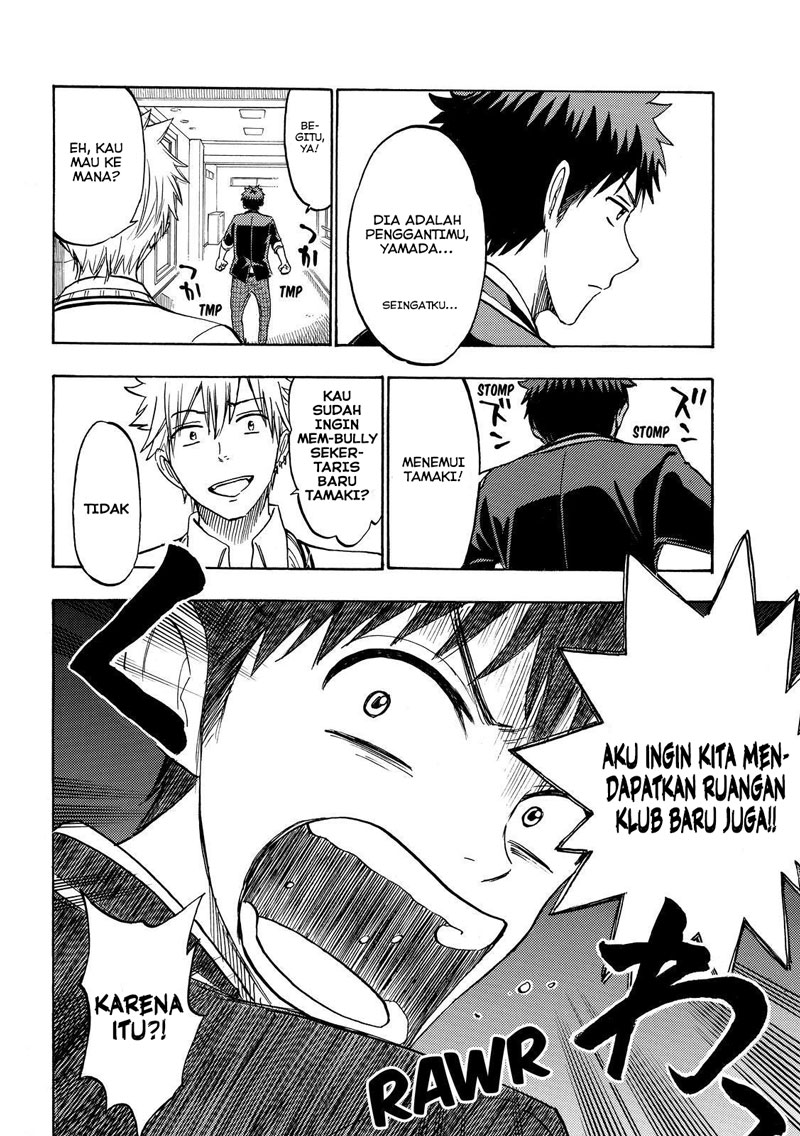 DIA ADALAH
PENGGANTIMU,
YAMADA...
SEINGATKU...
BE-
GITU,
YA!
つか
つか
TMP
TMP
EH, KAU
MAU KE
MANA?
ズン
ズン
STOMP
STOMP
MENEMUI
TAMAKI!
KAU
SUDAH
INGIN
MEM-BULLY
SEKER-
TARIS
BARU
TAMAKI?
TIDAK
AKU INGIN KITA MEN-
DAPATKAN RUANGAN
KLUB BARU JUGA!!
くわっ
RAWR
KARENA
ITU?!